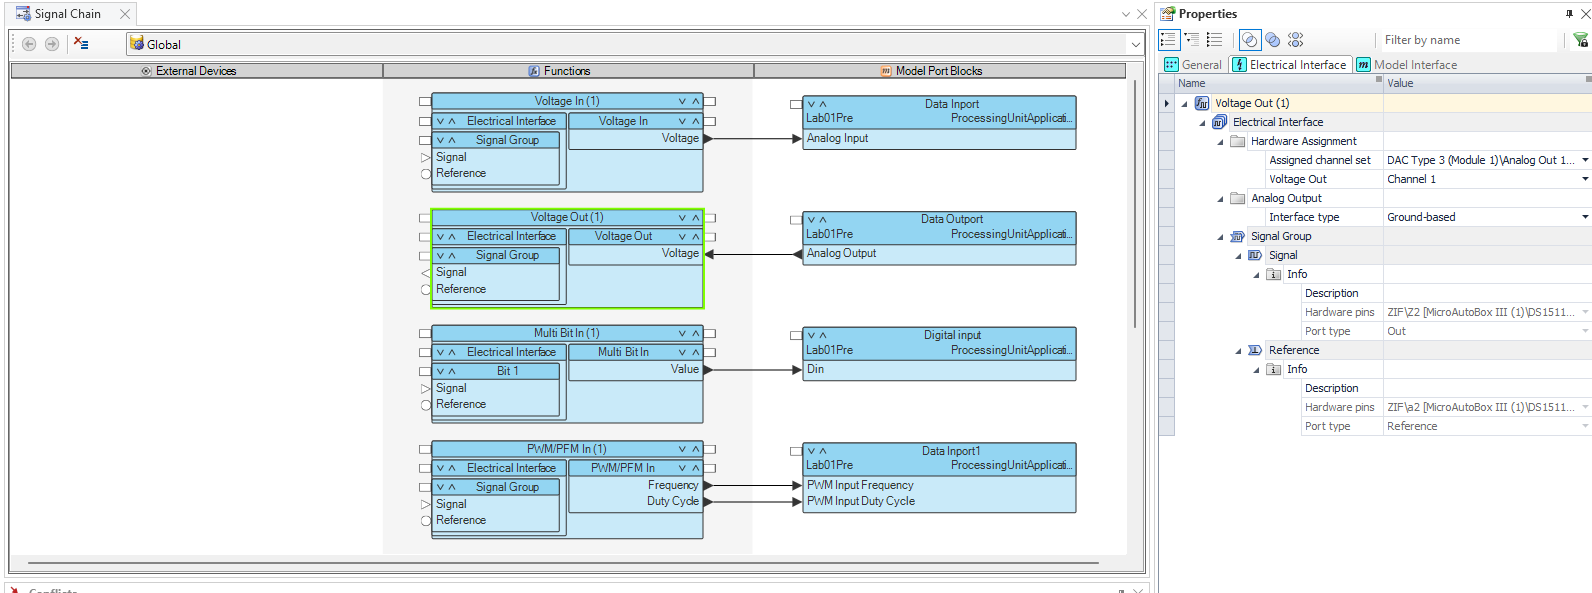 Signal Chain
Global
External Devices
Functions
Model Port Blocks
Voltage In (1)
Electrical Interface
Voltage In
Signal Group
Voltage
Signal
Reference
Data Inport
Lab01Pre ProcessingUnitApplicati...
Analog Input
Voltage Out (1)
Electrical Interface
Voltage Out
Signal Group
Voltage
Signal
Reference
Data Outport
Lab01Pre ProcessingUnitApplicati...
Analog Output
Multi Bit In (1)
Electrical Interface
Multi Bit In
Bit 1
Value
Signal
Reference
Digital input
Lab01Pre ProcessingUnitApplicati...
Din
PWM/PFM In (1)
Electrical Interface
PWM/PFM In
Signal Group
Frequency
Duty Cycle
Signal
Reference
Data Inport1
Lab01Pre ProcessingUnitApplicati...
PWM Input Frequency
PWM Input Duty Cycle
Conflicts
Properties
Filter by name
General
Electrical Interface
Model Interface
Name Value
Voltage Out (1)
Electrical Interface
Hardware Assignment
Assigned channel set DAC Type 3 (Module 1)\Analog Out 1...
Voltage Out Channel 1
Analog Output
Interface type Ground-based
Signal Group
Signal
Info
Description
Hardware pins ZIF\Z2 [MicroAutoBox III (1)\DS1511...
Port type Out
Reference
Info
Description
Hardware pins ZIF\a2 [MicroAutoBox III (1)\DS1511...
Port type Reference